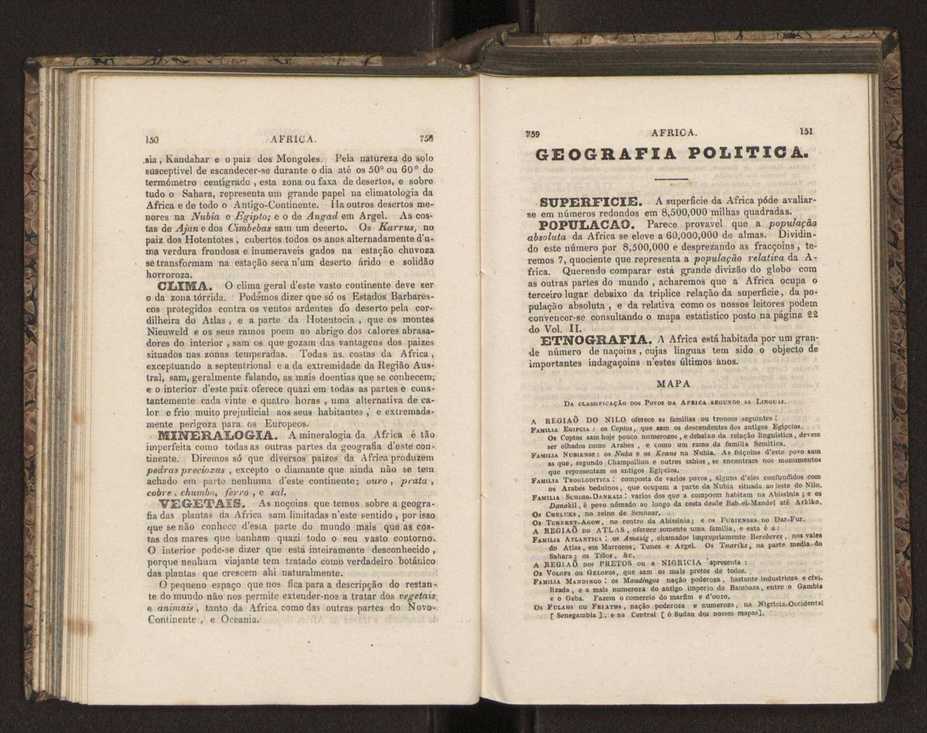 150 AFRICA. 758
sia, Kandahar e o paiz dos Mongoles. Pela natureza do solo
susceptivel de escandecer-se durante o dia até os 50º ou 60º do
termómetro centigrado, esta zona ou faxa de desertos, e sobre
tudo o Sahara, representa um grande papel na climatologia da
Africa e de todo o Antigo-Continente. Ha outros desertos me-
nores na Nubia e Egipto; e o de Angad em Argel. As cos-
tas de Ajan e dos Cimbebas sam um deserto. Os Karrus, no
paiz dos Hotentotes, cubertos todos os anos alternadamente d'u-
ma verdura frondosa e inumeraveis gados na estação chuvoza
se transformam na estação seca n'um deserto árido e solidão
horroroza.
CLIMA. O clima geral d'este vasto continente deve ser
o da zona tórrida. Podêmos dizer que só os Estados Barbares-
cos protegidos contra os ventos ardentes do deserto pela cor-
dilheira do Atlas, e a parte da Hotentocia, que os montes
Nieuweld e os seus ramos poem ao abrigo dos calores abrasa-
dores do interior, sam os que gozam das vantagens dos paizes
situados nas zonas temperadas. Todas as costas da Africa,
exceptuando a septentrional e a da extremidade da Região Aus-
tral, sam, geralmente falando, as mais doentias que se conhecem;
e o interior d'este paiz oferece quazi em todas as partes e cons-
tantemente cada vinte e quatro horas, uma alternativa de ca-
lor e frio muito prejudicial aos seus habitantes, e extremada-
mente perigoza para os Europeos.
MINERALOGIA. A mineralogia da Africa é tão
imperfeita como todas as outras partes da geografia d'este con-
tinente. Diremos só que diversos paizes da Africa produzem
pedras preciozas, excepto o diamante que ainda não se tem
achado em parte nenhuma d'este continente; ouro, prata,
cobre, chumbo, ferro, e sal.
VEGETAIS. As noçoins que temos sobre a geogra-
fia das plantas da Africa sam limitadas n'este sentido, por isso
que se não conhece d'esta parte do mundo mais que as cos-
tas dos mares que banham quazi todo o seu vasto contorno.
O interior pode-se dizer que está inteiramente desconhecido,
porque nenhum viajante tem tratado como verdadeiro botánico
das plantas que crescem ahi naturalmente.
O pequeno espaço que nos fica para a descripção do restan-
te do mundo não nos permite extender-nos a tratar dos vegetais
e animais, tanto da Africa como das outras partes do Novo-
Continente, e Oceania.
759 AFRICA. 151
GEOGRAFIA POLITICA.
SUPERFICIE. A superficie da Africa póde avaliar-
se em números redondos em 8,500,000 milhas quadradas.
POPULACAO. Parece provavel que a população
absoluta da Africa se eleve a 60,000,000 de almas. Dividin-
do este número por 8,500,000 e desprezando as fracçoins, te-
remos 7, quociente que representa a população relativa da A-
frica. Querendo comparar está grande divizão do globo com
as outras partes do mundo, acharemos que a Africa ocupa o
terceiro lugar debaixo da triplice relação da superficie, da po-
pulação absoluta, e da relativa como os nossos leitores podem
convencer-se consultando o mapa estatistico posto na página 22
do Vol. II.
ETNOGRAFIA. A Africa está habitada por um gran-
de número de naçoins, cujas linguas tem sido o objecto de
importantes indagaçoins n'estes últimos ànos.
MAPA
DA CLASSIFICAÇÃO DOS POVOS DA AFRICA SEGUNDO AS LINGUAS.
A REGIAÕ DO NILO oferece as familias ou troncos seguintes:
FAMILIA EGIPCIA: os Coptos, que sam os descendentes dos antigos Egipcios.
Os Coptos sam hoje pouco numerozos, e debaixo da relação linguistica, devem
ser olhados como Arabes, e como um ramo da familia Semitica.
FAMILIA NUBIENSE: os Nuba e os Kenus na Nubia. As feiçoins d'este povo sam
as que, segundo Champollion e outros sabios, se encontram nos monumentos
que representam os antigos Egipcios.
FAMILIA TROGLODITICA: composta de varios povos, alguns d'eles confundidos com
os Arabes beduinos, que ocupam a parte da Nubia situada ao leste do Nilo.
FAMILIA SCHIHO-DANKALI: varios dos que a compoem habitam na Abissinia; e os
Danakil, é povo nómado ao longo da costa desde Bab-el-Mandel até Arkiko.
Os CHELUKS, no reino de Sennaar.
Os TCHERET-AGOW, no centro da Abissinia; e os FURIENSES no Dar-Fur.
A REGIAÕ DO ATLAS, oferece somente uma familia, e esta é a:
FAMILIA ATLANTICA: os Amazig, chamados impropriamente Bereberes, nos vales
do Atlas, em Marrocos, Tunes e Argel. Os Tuariks, na parte media do
Sahara; os Tibos, &c.
A REGIAÕ DOS PRETOS OU A NIGRICIA apresenta:
Os VOLOFS OU GELOFOS, que sam os mais pretos de todos.
FAMILIA MANDINGO: os Mandingos nação poderoza, bastante industrioza e civi-
lizada, e a mais numeroza do antigo imperio do Bambara, entre o Gambia
e o Geba. Fazem o comercio do marfim e d'ouro.
Os FULAHS OU FELATHS, nação poderoza e numeroza, na Nigricia-Occidental
[Senegambia], e na Central [ó Sudan dos nossos mapas].